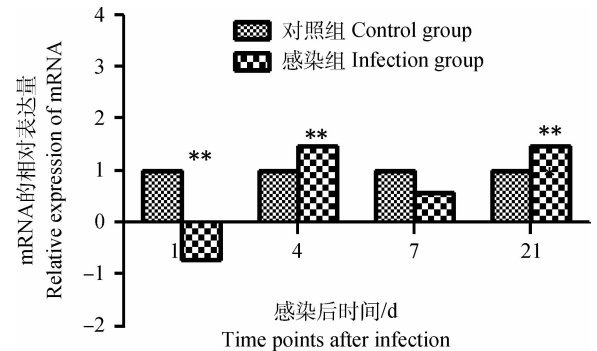 mRNA的相对表达量
Relative expression of mRNA
4
3
2
1
0
−1
−2
对照组 Control group
感染组 Infection group
**
**
**
1
4
7
21
感染后时间/d
Time points after infection